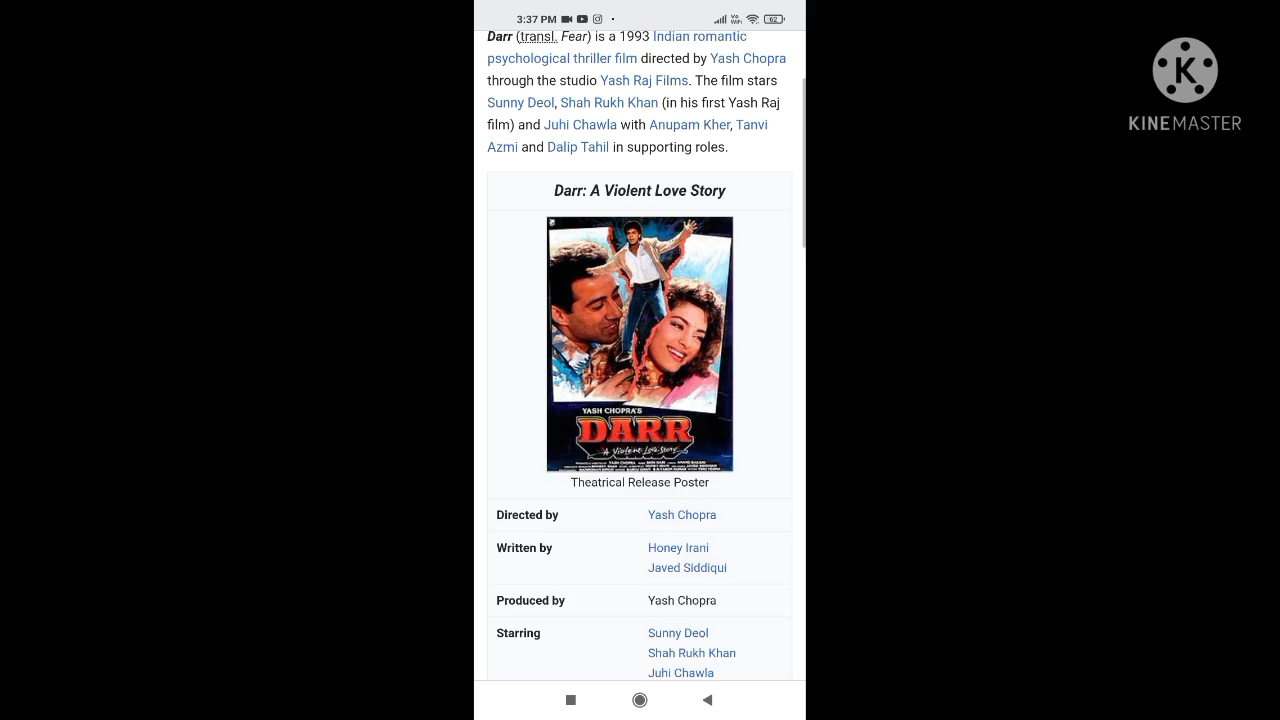 3:37 PM
Vo
WiFi
62
Darr (transl. Fear) is a 1993 Indian romantic
psychological thriller film directed by Yash Chopra
through the studio Yash Raj Films. The film stars
Sunny Deol, Shah Rukh Khan (in his first Yash Raj
film) and Juhi Chawla with Anupam Kher, Tanvi
Azmi and Dalip Tahil in supporting roles.
Darr: A Violent Love Story
YASH CHOPRA'S
DARR
A Violent Love Story
Theatrical Release Poster
Directed by Yash Chopra
Written by Honey Irani
Javed Siddiqui
Produced by Yash Chopra
Starring Sunny Deol
Shah Rukh Khan
Juhi Chawla
K
KINEMASTER